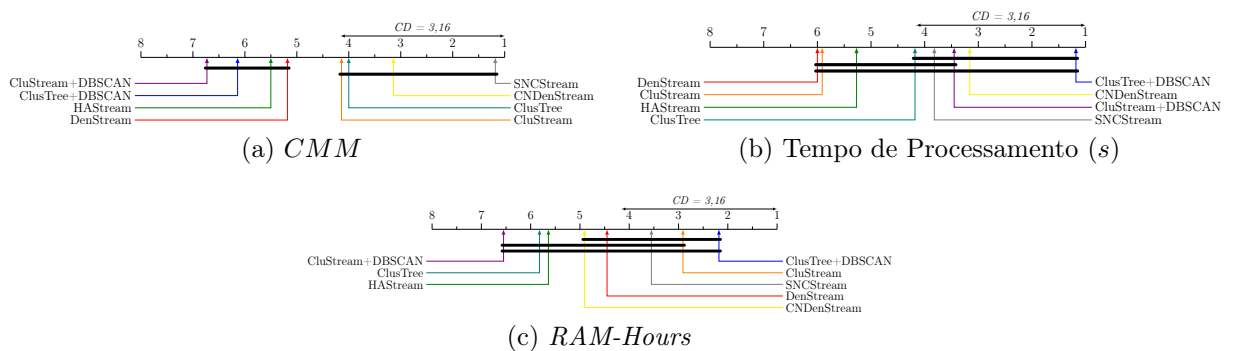 CD = 3,16
8 7 6 5 4 3 2 1
CluStream+DBSCAN
ClusTree+DBSCAN
HAStream
DenStream
SNCStream
CNDenStream
ClusTree
CluStream
(a) CMM
CD = 3,16
8 7 6 5 4 3 2 1
DenStream
CluStream
HAStream
ClusTree
ClusTree+DBSCAN
CNDenStream
CluStream+DBSCAN
SNCStream
(b) Tempo de Processamento (s)
CD = 3,16
8 7 6 5 4 3 2 1
CluStream+DBSCAN
ClusTree
HAStream
ClusTree+DBSCAN
CluStream
SNCStream
DenStream
CNDenStream
(c) RAM-Hours